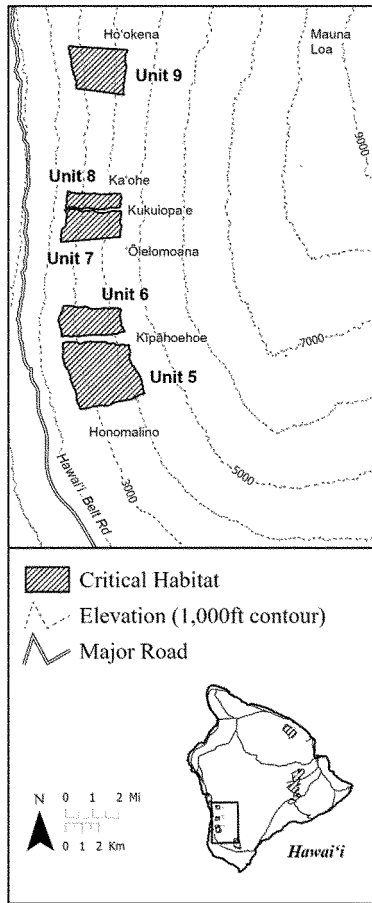 Ho'okena
Mauna
Loa
Unit 9
9000
Unit 8
Ka'ohe
Kukuiopa'e
Unit 7
'Ōlelomoana
Unit 6
Kīpāhoehoe
7000
Unit 5
Honomalino
5000
3000
Hawai'i Belt Rd
Critical Habitat
Elevation (1,000ft contour)
Major Road
N
0 1 2 Mi
0 1 2 Km
Hawai'i